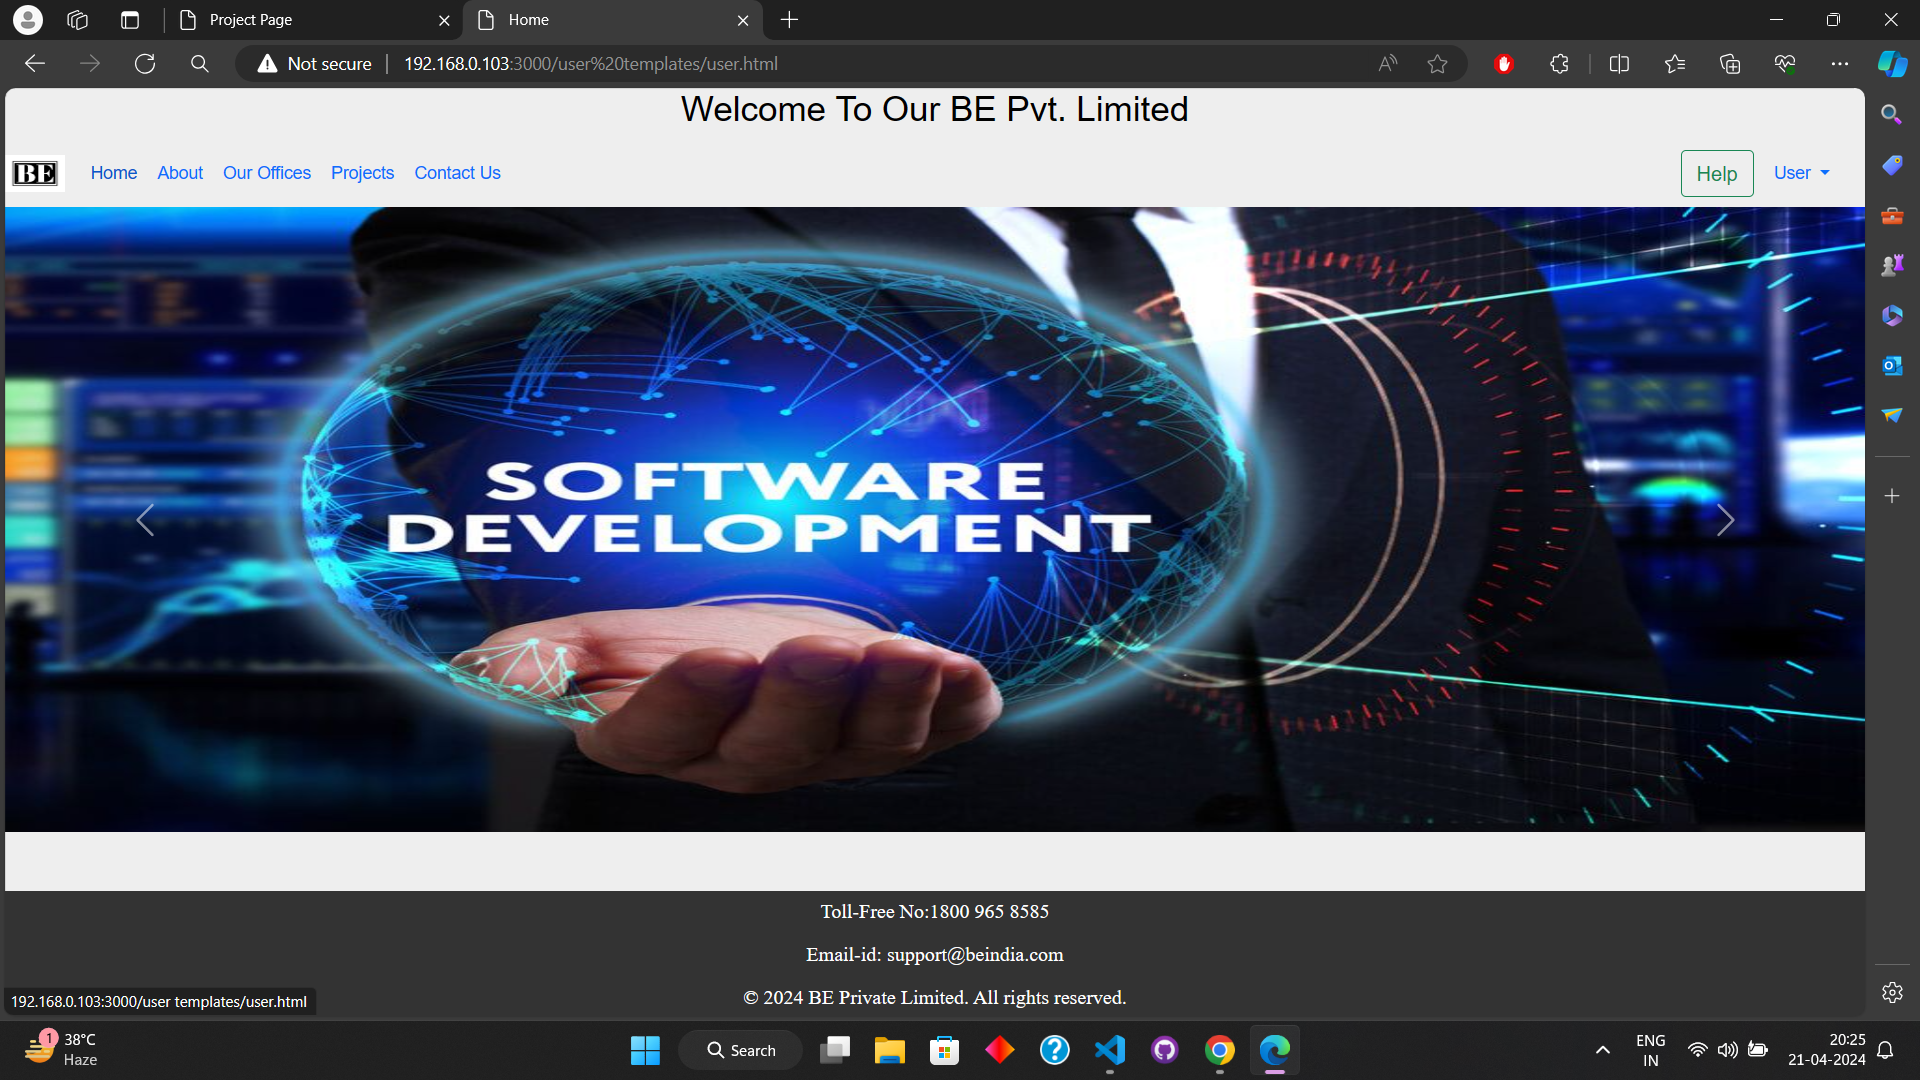 Project Page
Home
Not secure
192.168.0.103:3000/user%20templates/user.html
Welcome To Our BE Pvt. Limited
BE
Home
About
Our Offices
Projects
Contact Us
Help
User
SOFTWARE
DEVELOPMENT
Toll-Free No:1800 965 8585
Email-id: support@beindia.com
© 2024 BE Private Limited. All rights reserved.
192.168.0.103:3000/user templates/user.html
1
38°C
Haze
Search
ENG
IN
20:25
21-04-2024